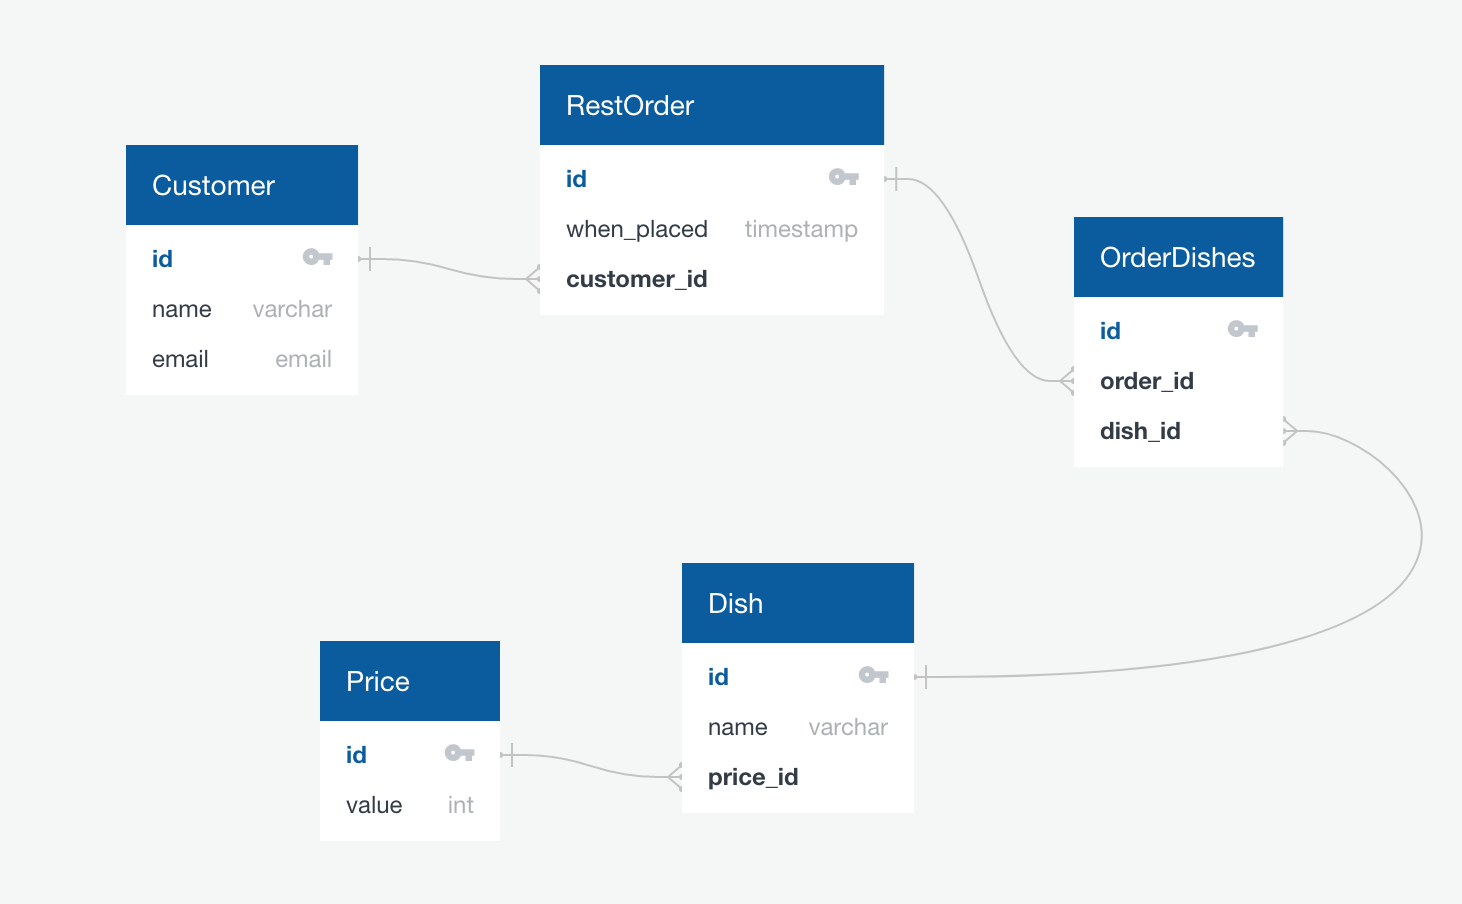 Customer
id
name varchar
email email
RestOrder
id
when_placed timestamp
customer_id
OrderDishes
id
order_id
dish_id
Dish
id
name varchar
price_id
Price
id
value int